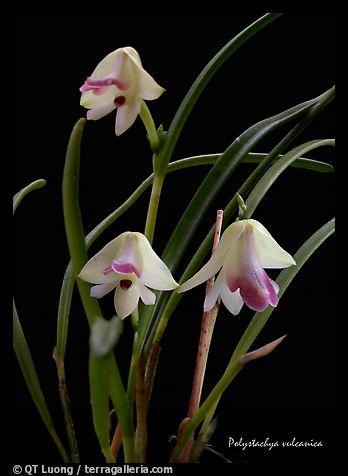 Polystachya vulcanica
© QT Luong / terragalleria.com